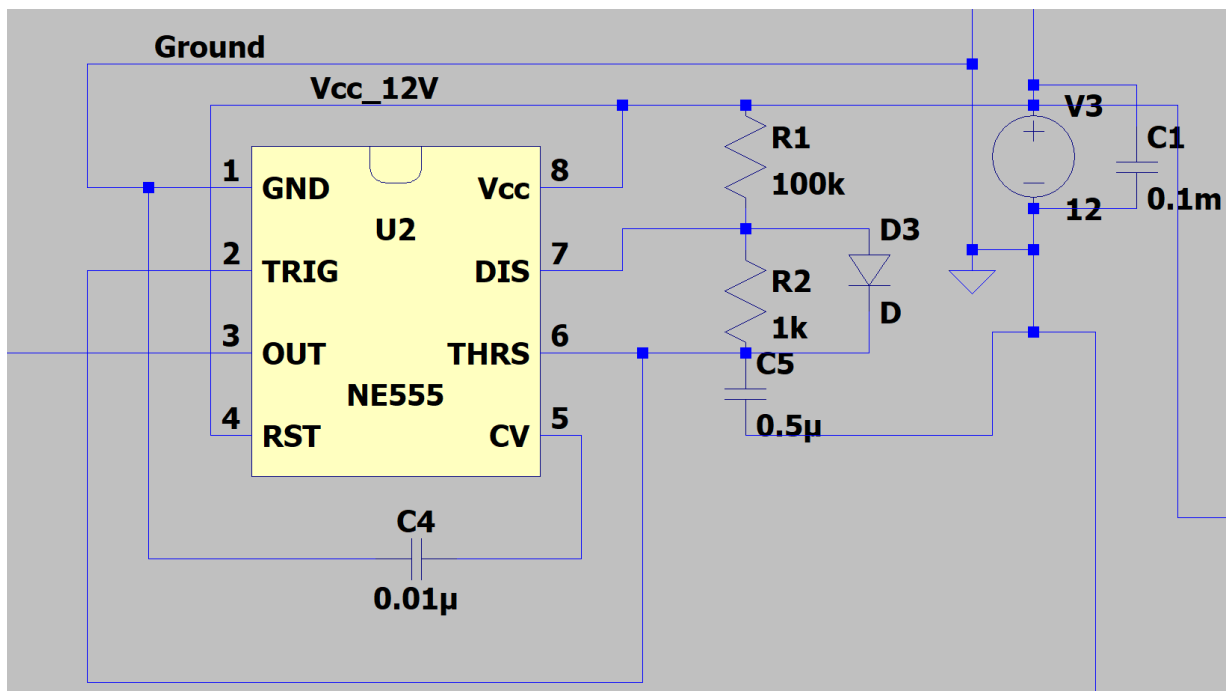 Ground
Vcc_12V
V3
R1
C1
1
GND
Vcc
8
100k
12
0.1m
U2
D3
2
TRIG
DIS
7
R2
D
1k
3
OUT
THRS
6
C5
NE555
0.5µ
4
RST
CV
5
C4
0.01µ